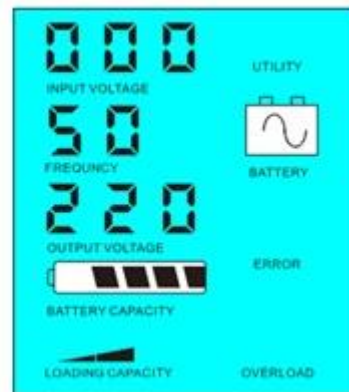 000
UTILITY
INPUT VOLTAGE
50
FREQUNCY
BATTERY
220
OUTPUT VOLTAGE
ERROR
BATTERY CAPACITY
LOADING CAPACITY
OVERLOAD